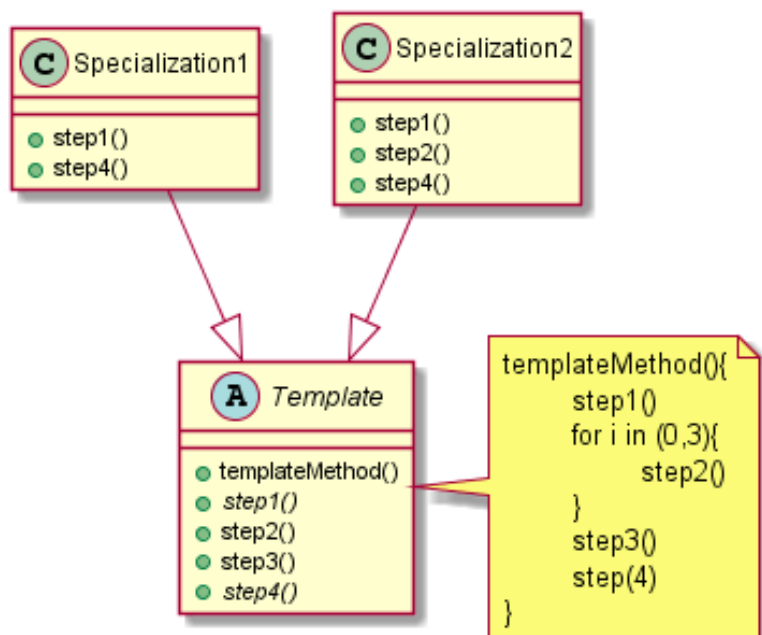 C Specialization1
step1()
step4()
C Specialization2
step1()
step2()
step4()
A Template
templateMethod()
step1()
step2()
step3()
step4()
templateMethod(){
step1()
for i in (0,3){
step2()
}
step3()
step(4)
}